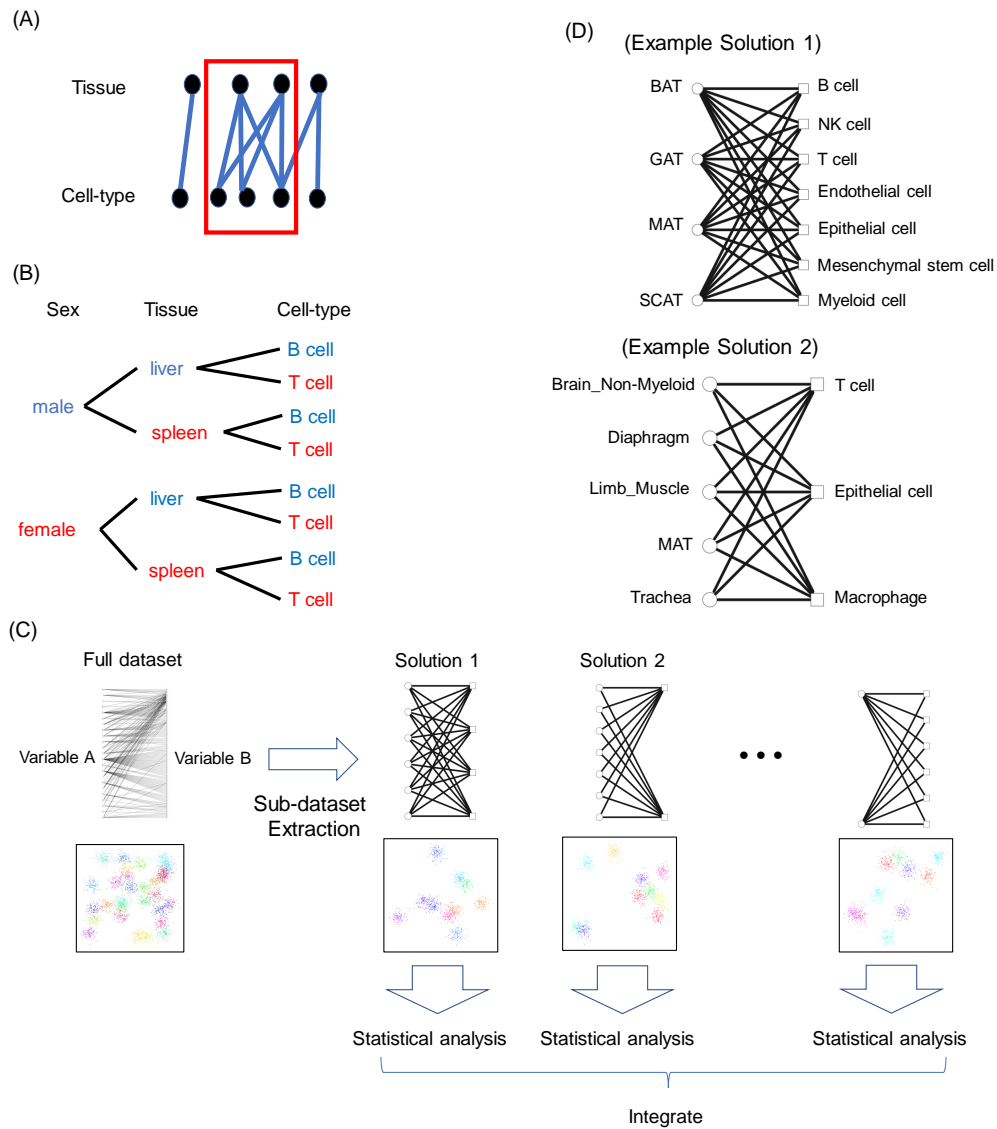 (A)
Tissue
Cell-type
(B)
Sex
Tissue
Cell-type
male
liver
B cell
T cell
spleen
B cell
T cell
female
liver
B cell
T cell
spleen
B cell
T cell
(C)
Full dataset
Variable A
Variable B
Sub-dataset
Extraction
Solution 1
Solution 2
Statistical analysis
Statistical analysis
Statistical analysis
Integrate
(D)
(Example Solution 1)
BAT
GAT
MAT
SCAT
B cell
NK cell
T cell
Endothelial cell
Epithelial cell
Mesenchymal stem cell
Myeloid cell
(Example Solution 2)
Brain_Non-Myeloid
Diaphragm
Limb_Muscle
MAT
Trachea
T cell
Epithelial cell
Macrophage